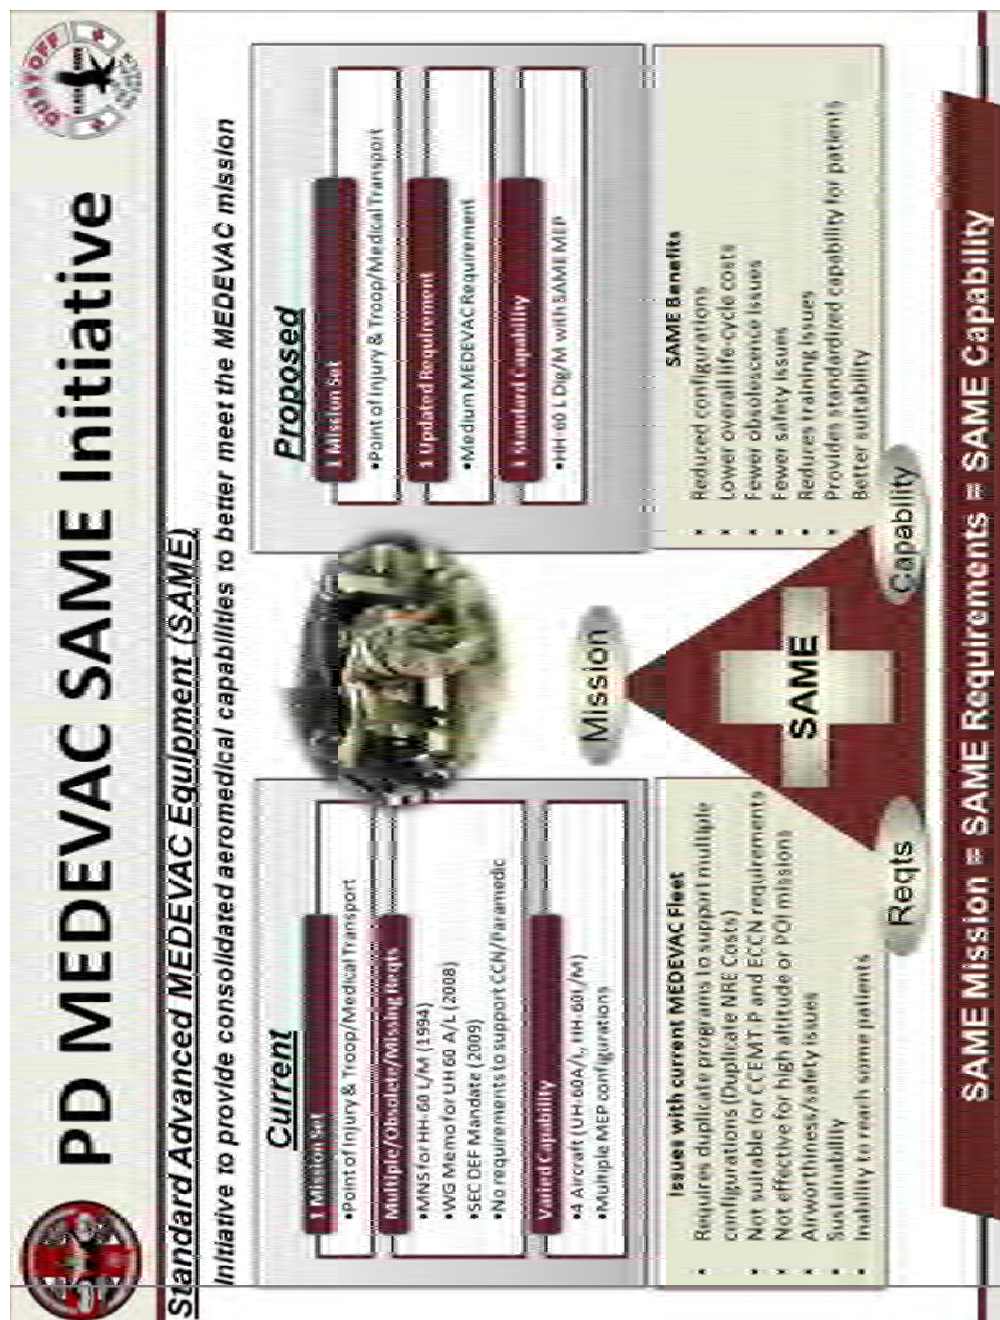 PD MEDEVAC SAME Initiative
DUSTOFF
Standard Advanced MEDEVAC Equipment (SAME)
Initiative to provide consolidated aeromedical capabilities to better meet the MEDEVAC mission
Current
1 Mission Set
•Point of Injury & Troop/Medical Transport
Multiple/Obsolete/Missing Reqts
•MNS for HH-60 L/M (1994)
•WG Memo for UH 60 A/L (2008)
•SEC DEF Mandate (2009)
•No requirements to support CCN/Paramedic
Varied Capability
•4 Aircraft (UH-60A/L, HH-60L/M)
•Multiple MEP configurations
Proposed
1 Mission Set
•Point of Injury & Troop/Medical Transport
1 Updated Requirement
•Medium MEDEVAC Requirement
1 Standard Capability
•HH 60 L Dig/M with SAME MEP
Issues with current MEDEVAC Fleet
• Requires duplicate programs to support multiple
configurations (Duplicate NRE Costs)
• Not suitable for CCEMT P and ECCN requirements
• Not effective for high altitude or POI missions
• Airworthiness/safety issues
• Sustainability
• Inability to reach some patients
Mission
SAME
Reqts
Capability
SAME Benefits
• Reduced configurations
• Lower overall life-cycle costs
• Fewer obsolescence issues
• Fewer safety issues
• Reduces training issues
• Provides standardized capability for patients
• Better suitability
SAME Mission = SAME Requirements = SAME Capability